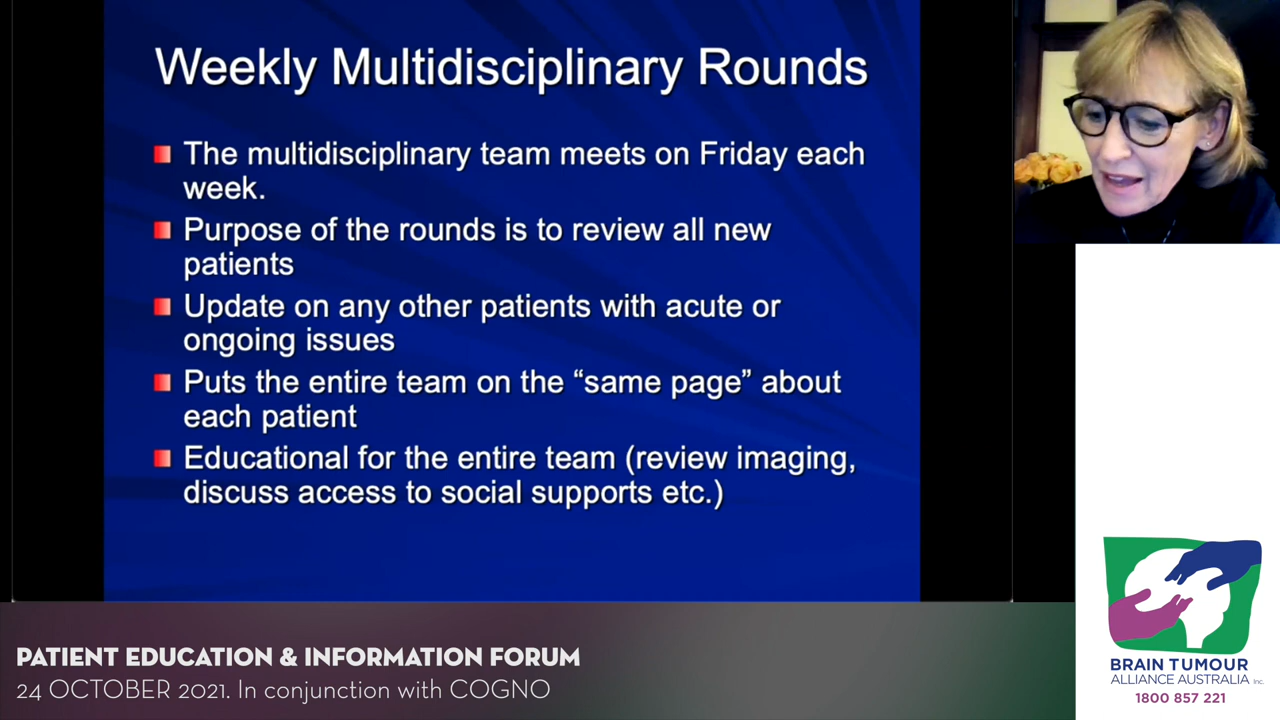 Weekly Multidisciplinary Rounds
The multidisciplinary team meets on Friday each
week.
Purpose of the rounds is to review all new
patients
Update on any other patients with acute or
ongoing issues
Puts the entire team on the “same page” about
each patient
Educational for the entire team (review imaging,
discuss access to social supports etc.)
PATIENT EDUCATION & INFORMATION FORUM
24 OCTOBER 2021. In conjunction with COGNO
BRAIN TUMOUR
ALLIANCE AUSTRALIA Inc.
1800 857 221